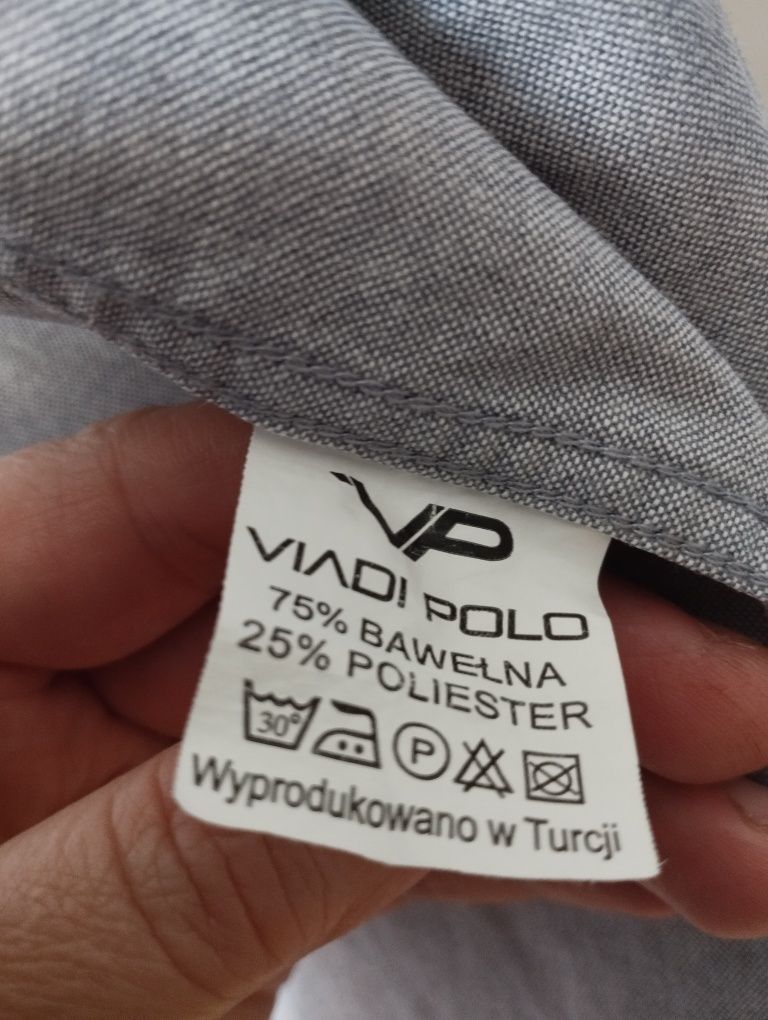 VP
VIADI POLO
75% BAWEŁNA
25% POLIESTER
30° P
Wyprodukowano w Turcji